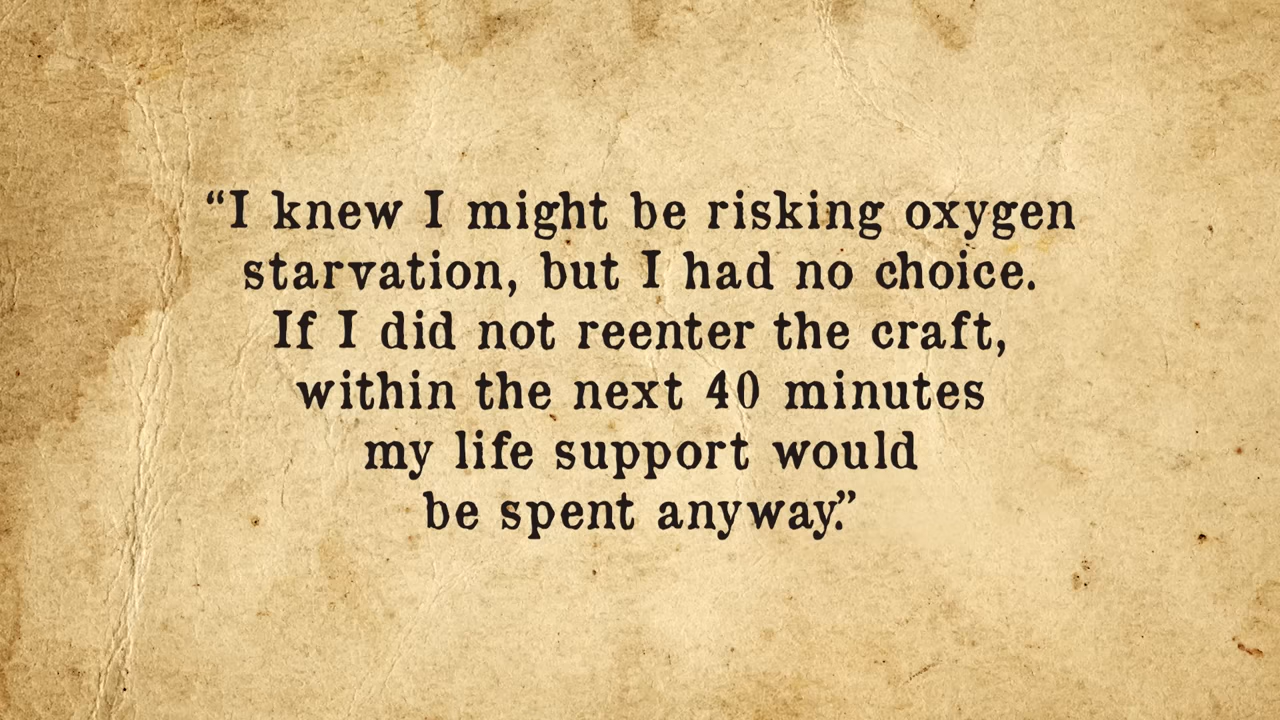 “I knew I might be risking oxygen
starvation, but I had no choice.
If I did not reenter the craft,
within the next 40 minutes
my life support would
be spent anyway.”